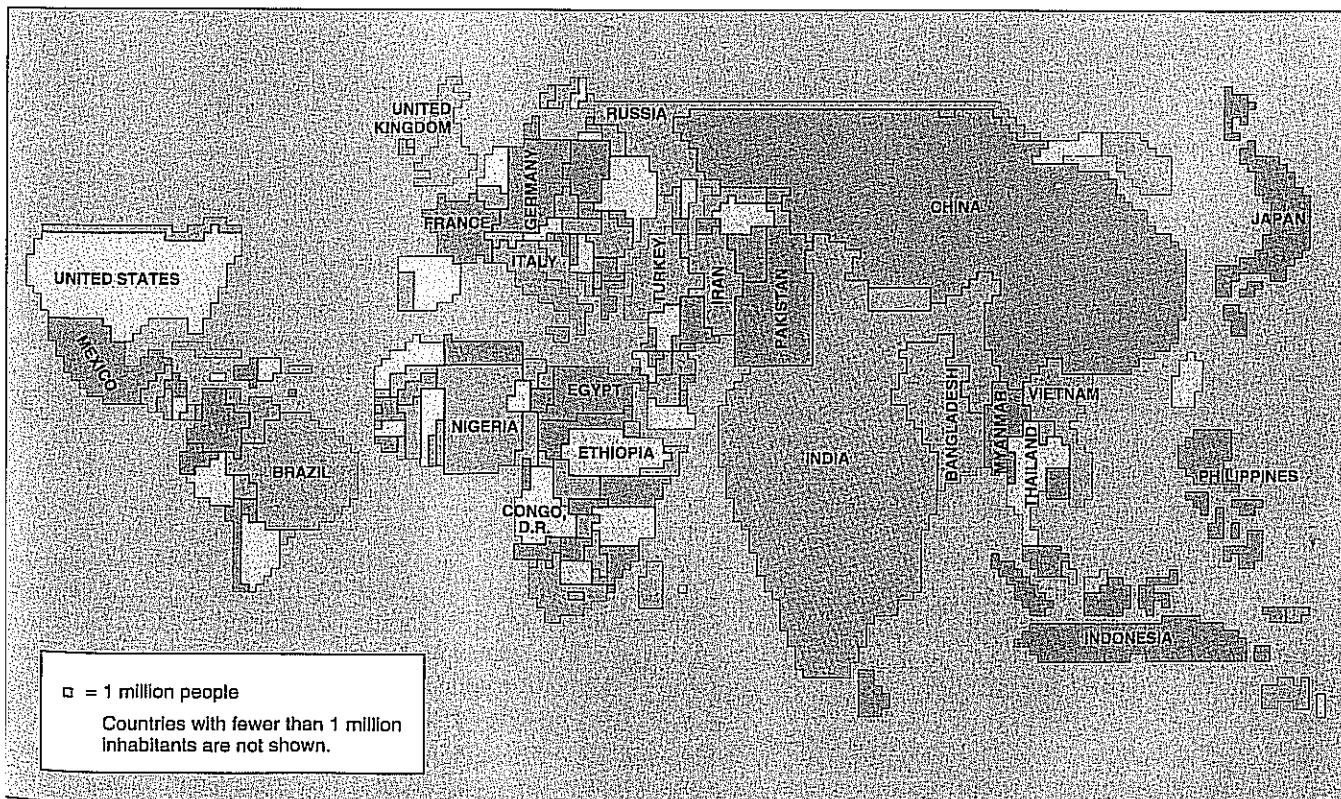 UNITED
KINGDOM
RUSSIA
GERMANY
FRANCE
CHINA
JAPAN
ITALY
TURKEY
UNITED STATES
IRAN
PAKISTAN
MEXICO
EGYPT
BANGLADESH
MYANMAR
VIETNAM
NIGERIA
ETHIOPIA
INDIA
THAILAND
BRAZIL
PHILIPPINES
CONGO,
D.R.
INDONESIA
= 1 million people
Countries with fewer than 1 million
inhabitants are not shown.